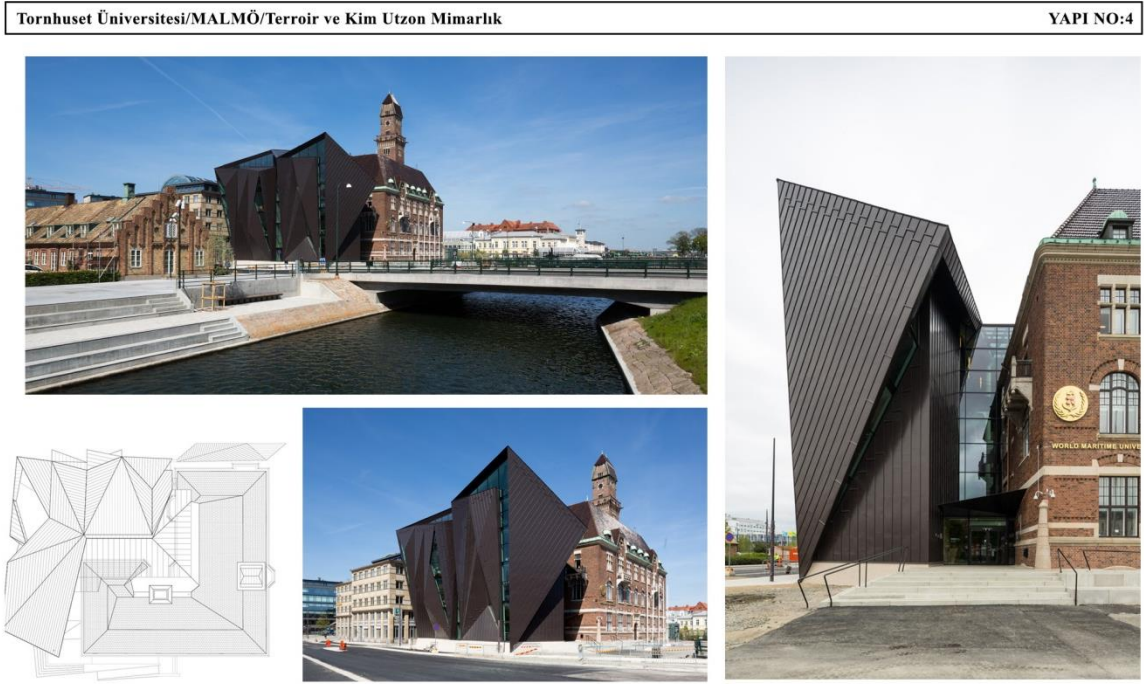 Tornhuset Üniversitesi/MALMÖ/Terroir ve Kim Utzon Mimarlık
YAPI NO:4
WORLD MARITIME UNIVE